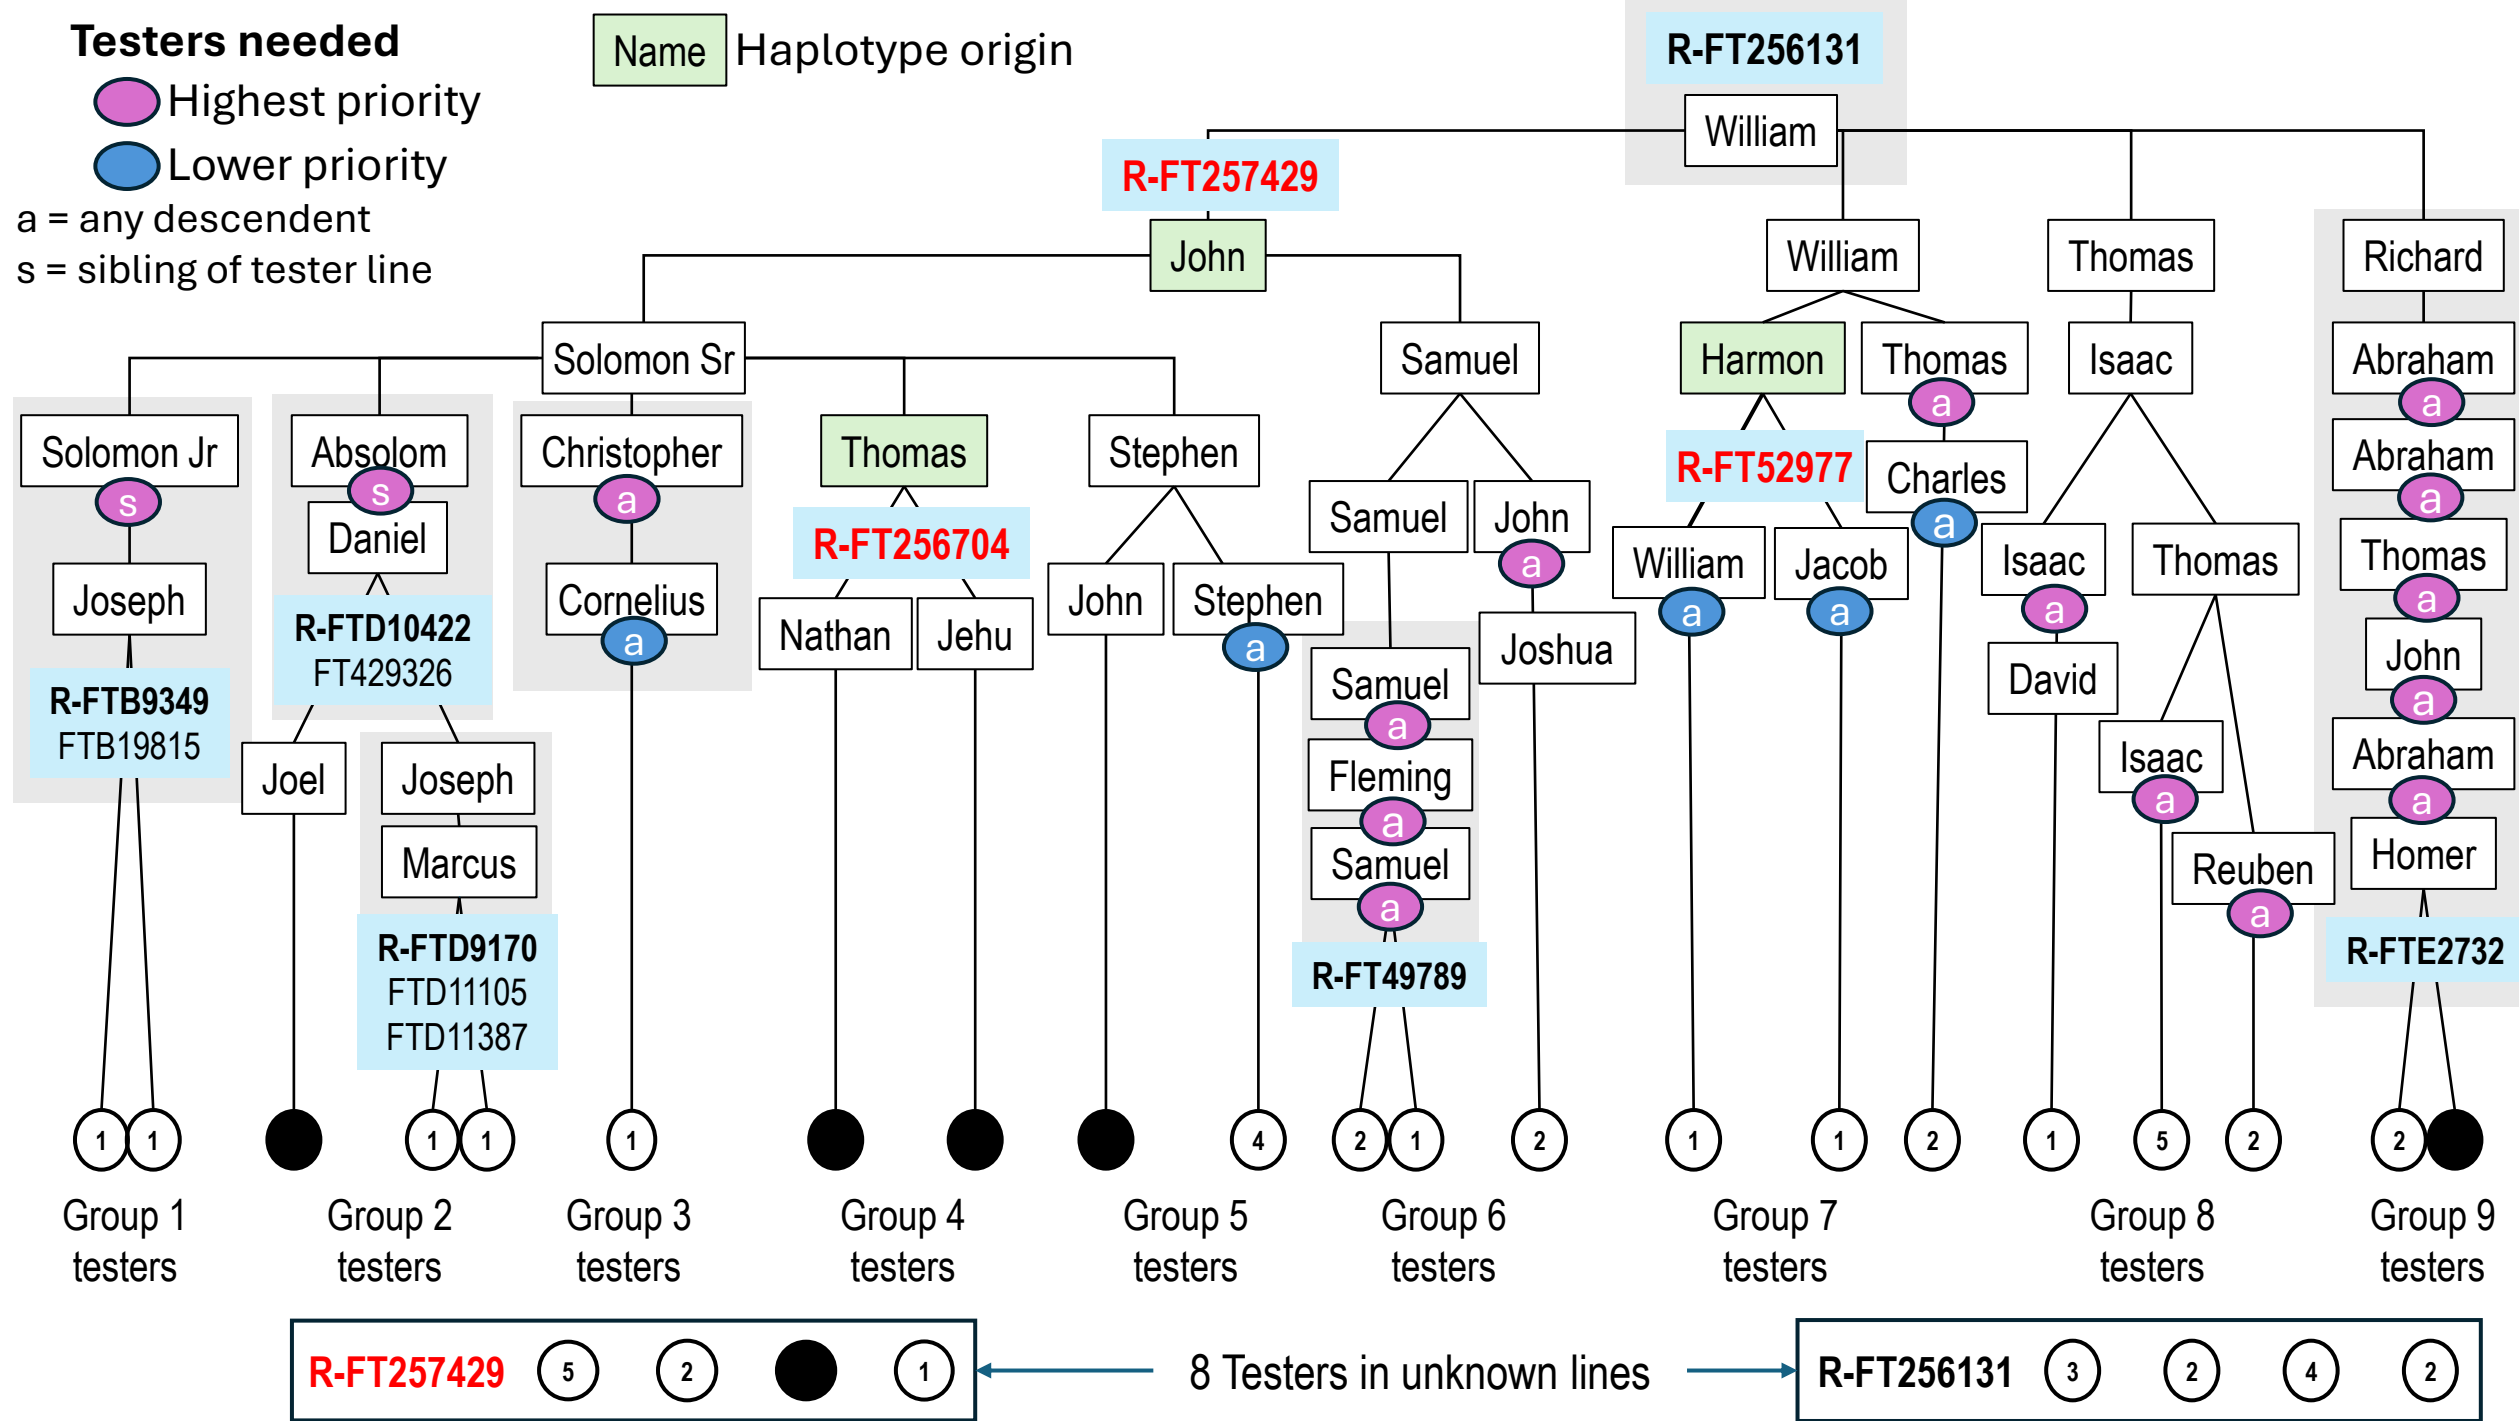 Testers needed
Highest priority
Lower priority
a = any descendent
s = sibling of tester line
Name Haplotype origin
R-FT256131
William
R-FT257429
John
William
Thomas
Richard
Solomon Sr
Samuel
Harmon
Thomas
a
Isaac
Abraham
a
Solomon Jr
s
Absolom
s
Christopher
a
Thomas
Stephen
R-FT52977
Charles
a
Abraham
a
Daniel
R-FT256704
Samuel
John
a
Joseph
Cornelius
a
John
Stephen
a
William
a
Jacob
a
Isaac
a
Thomas
Thomas
a
R-FTD10422
FT429326
Nathan
Jehu
Joshua
David
John
a
R-FTB9349
FTB19815
Samuel
a
Joel
Joseph
Fleming
a
Isaac
a
Abraham
a
Marcus
Samuel
a
Reuben
a
Homer
R-FTD9170
FTD11105
FTD11387
R-FT49789
R-FTE2732
1 1 1 1 1 4 2 1 2 1 1 2 1 5 2 2
Group 1
testers
Group 2
testers
Group 3
testers
Group 4
testers
Group 5
testers
Group 6
testers
Group 7
testers
Group 8
testers
Group 9
testers
R-FT257429 5 2 1
8 Testers in unknown lines
R-FT256131 3 2 4 2